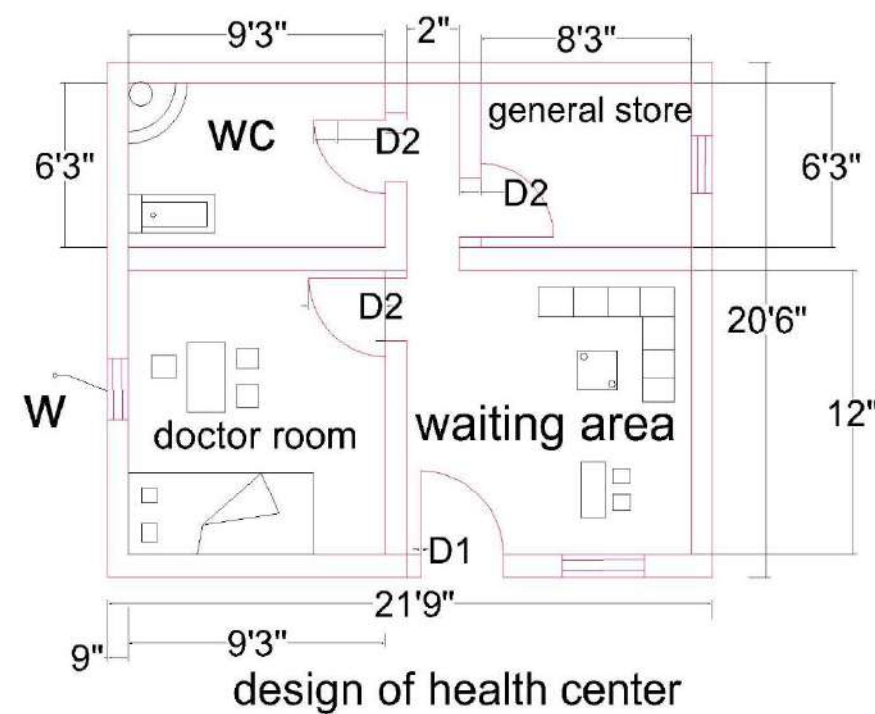 9'3"
2"
8'3"
general store
WC
D2
6'3"
6'3"
D2
D2
20'6"
W
doctor room
waiting area
12"
D1
21'9"
9"
9'3"
design of health center